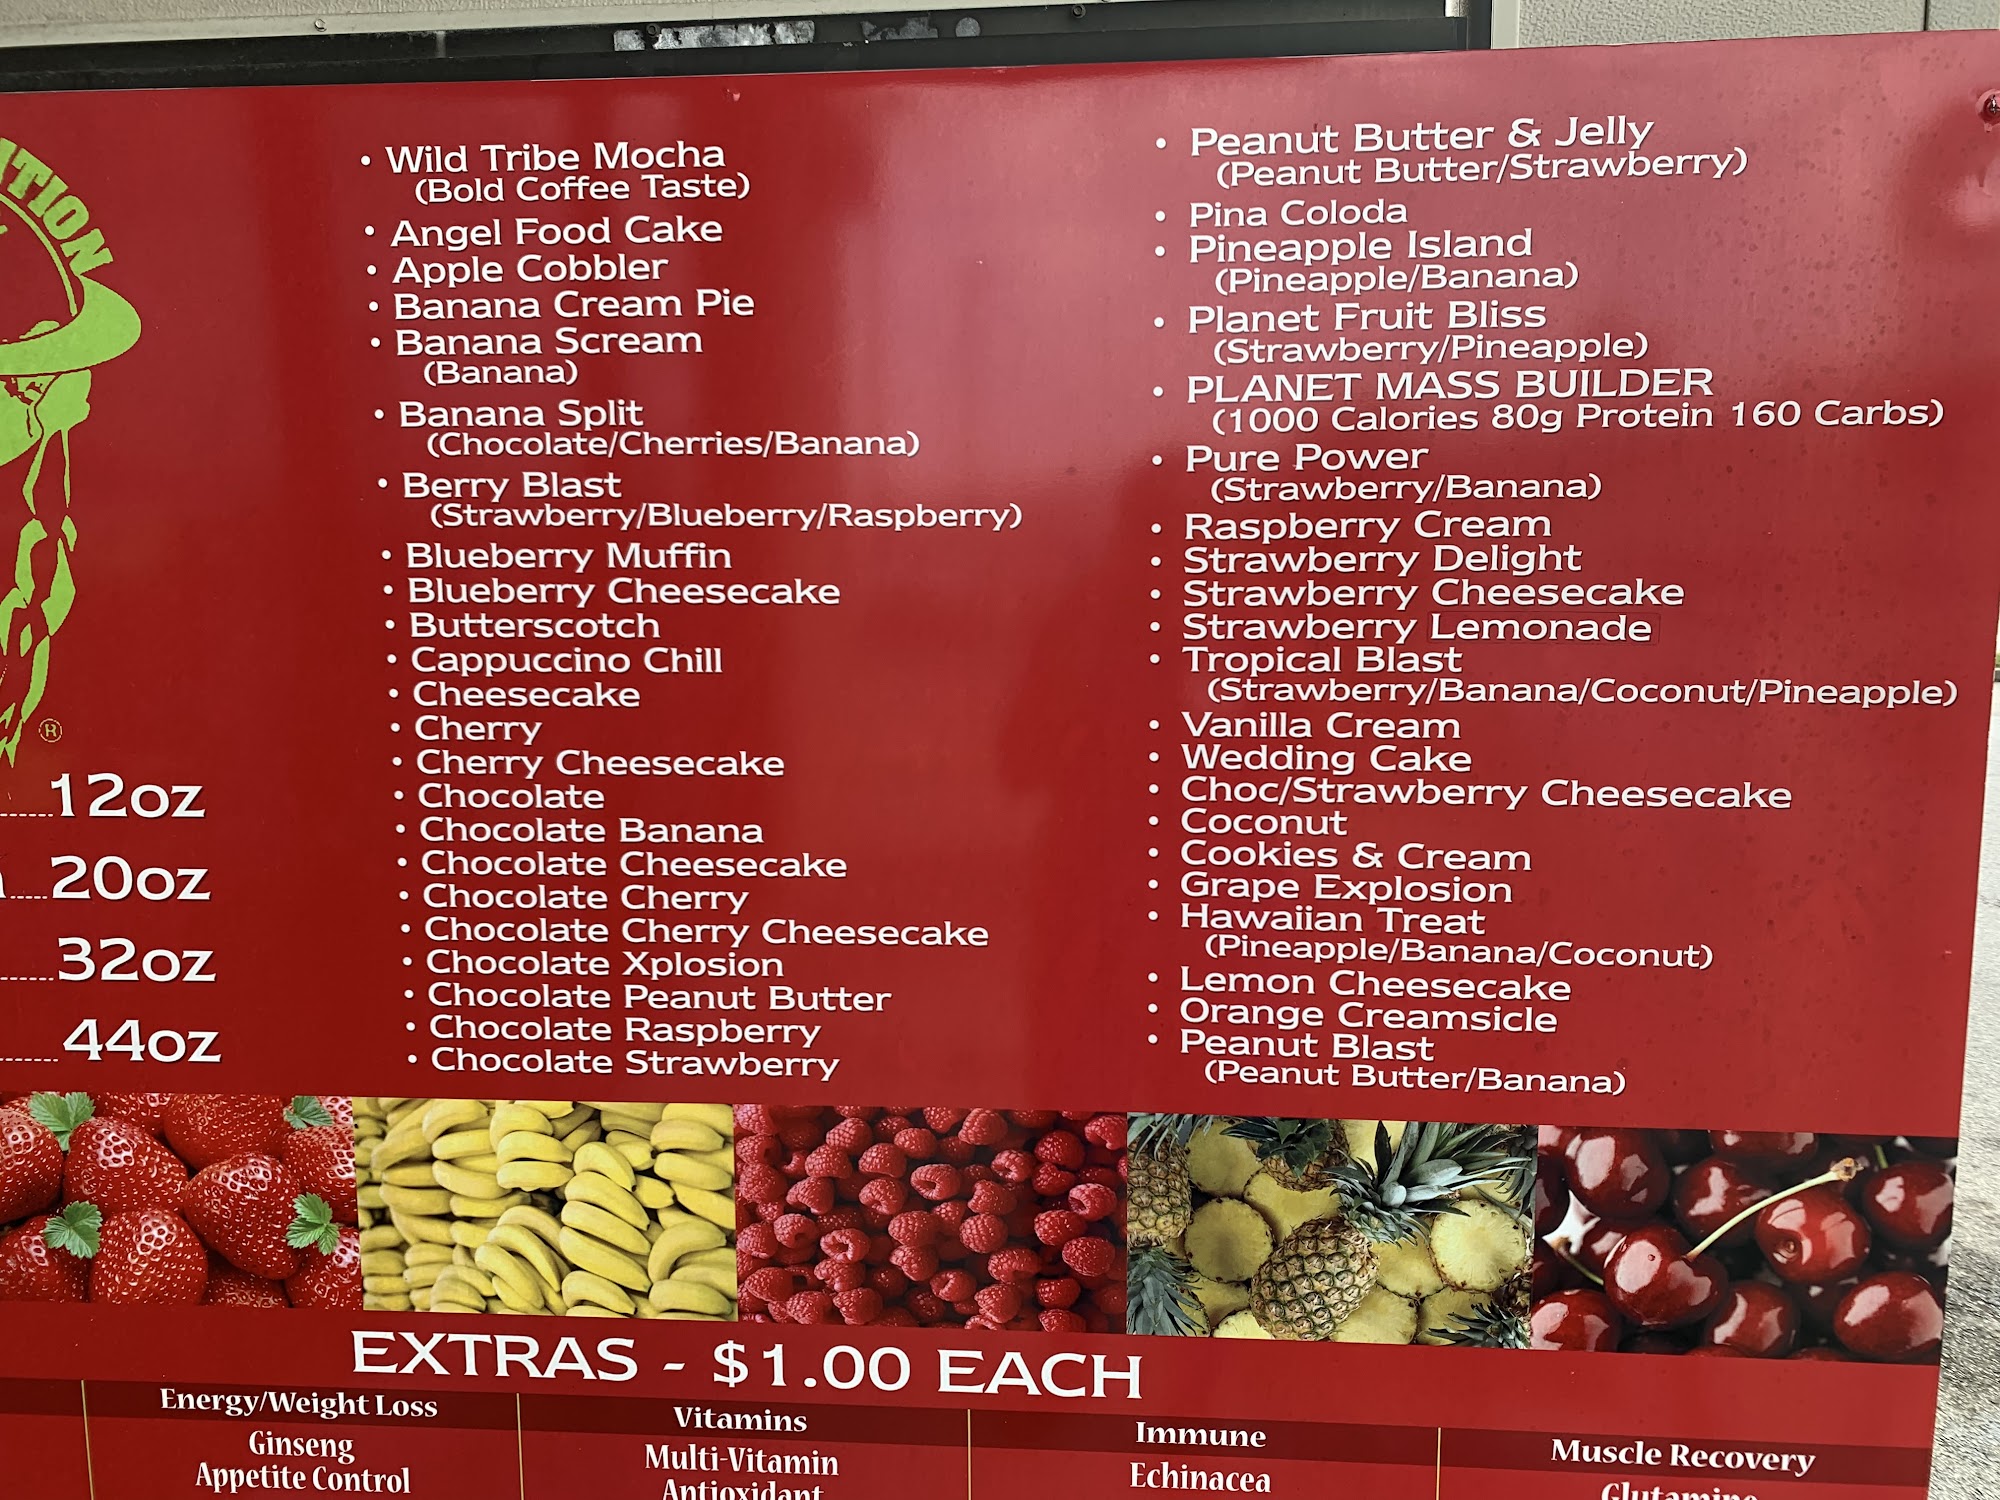 12oz
20oz
32oz
44oz
• Wild Tribe Mocha
(Bold Coffee Taste)
• Angel Food Cake
• Apple Cobbler
• Banana Cream Pie
• Banana Scream
(Banana)
• Banana Split
(Chocolate/Cherries/Banana)
• Berry Blast
(Strawberry/Blueberry/Raspberry)
• Blueberry Muffin
• Blueberry Cheesecake
• Butterscotch
• Cappuccino Chill
• Cheesecake
• Cherry
• Cherry Cheesecake
• Chocolate
• Chocolate Banana
• Chocolate Cheesecake
• Chocolate Cherry
• Chocolate Cherry Cheesecake
• Chocolate Xplosion
• Chocolate Peanut Butter
• Chocolate Raspberry
• Chocolate Strawberry
• Peanut Butter & Jelly
(Peanut Butter/Strawberry)
• Pina Coloda
• Pineapple Island
(Pineapple/Banana)
• Planet Fruit Bliss
(Strawberry/Pineapple)
• PLANET MASS BUILDER
(1000 Calories 80g Protein 160 Carbs)
• Pure Power
(Strawberry/Banana)
• Raspberry Cream
• Strawberry Delight
• Strawberry Cheesecake
• Strawberry Lemonade
• Tropical Blast
(Strawberry/Banana/Coconut/Pineapple)
• Vanilla Cream
• Wedding Cake
• Choc/Strawberry Cheesecake
• Coconut
• Cookies & Cream
• Grape Explosion
• Hawaiian Treat
(Pineapple/Banana/Coconut)
• Lemon Cheesecake
• Orange Creamsicle
• Peanut Blast
(Peanut Butter/Banana)
EXTRAS - $1.00 EACH
Energy/Weight Loss
Ginseng
Appetite Control
Vitamins
Multi-Vitamin
Antioxidant
Immune
Echinacea
Muscle Recovery
Glutamine